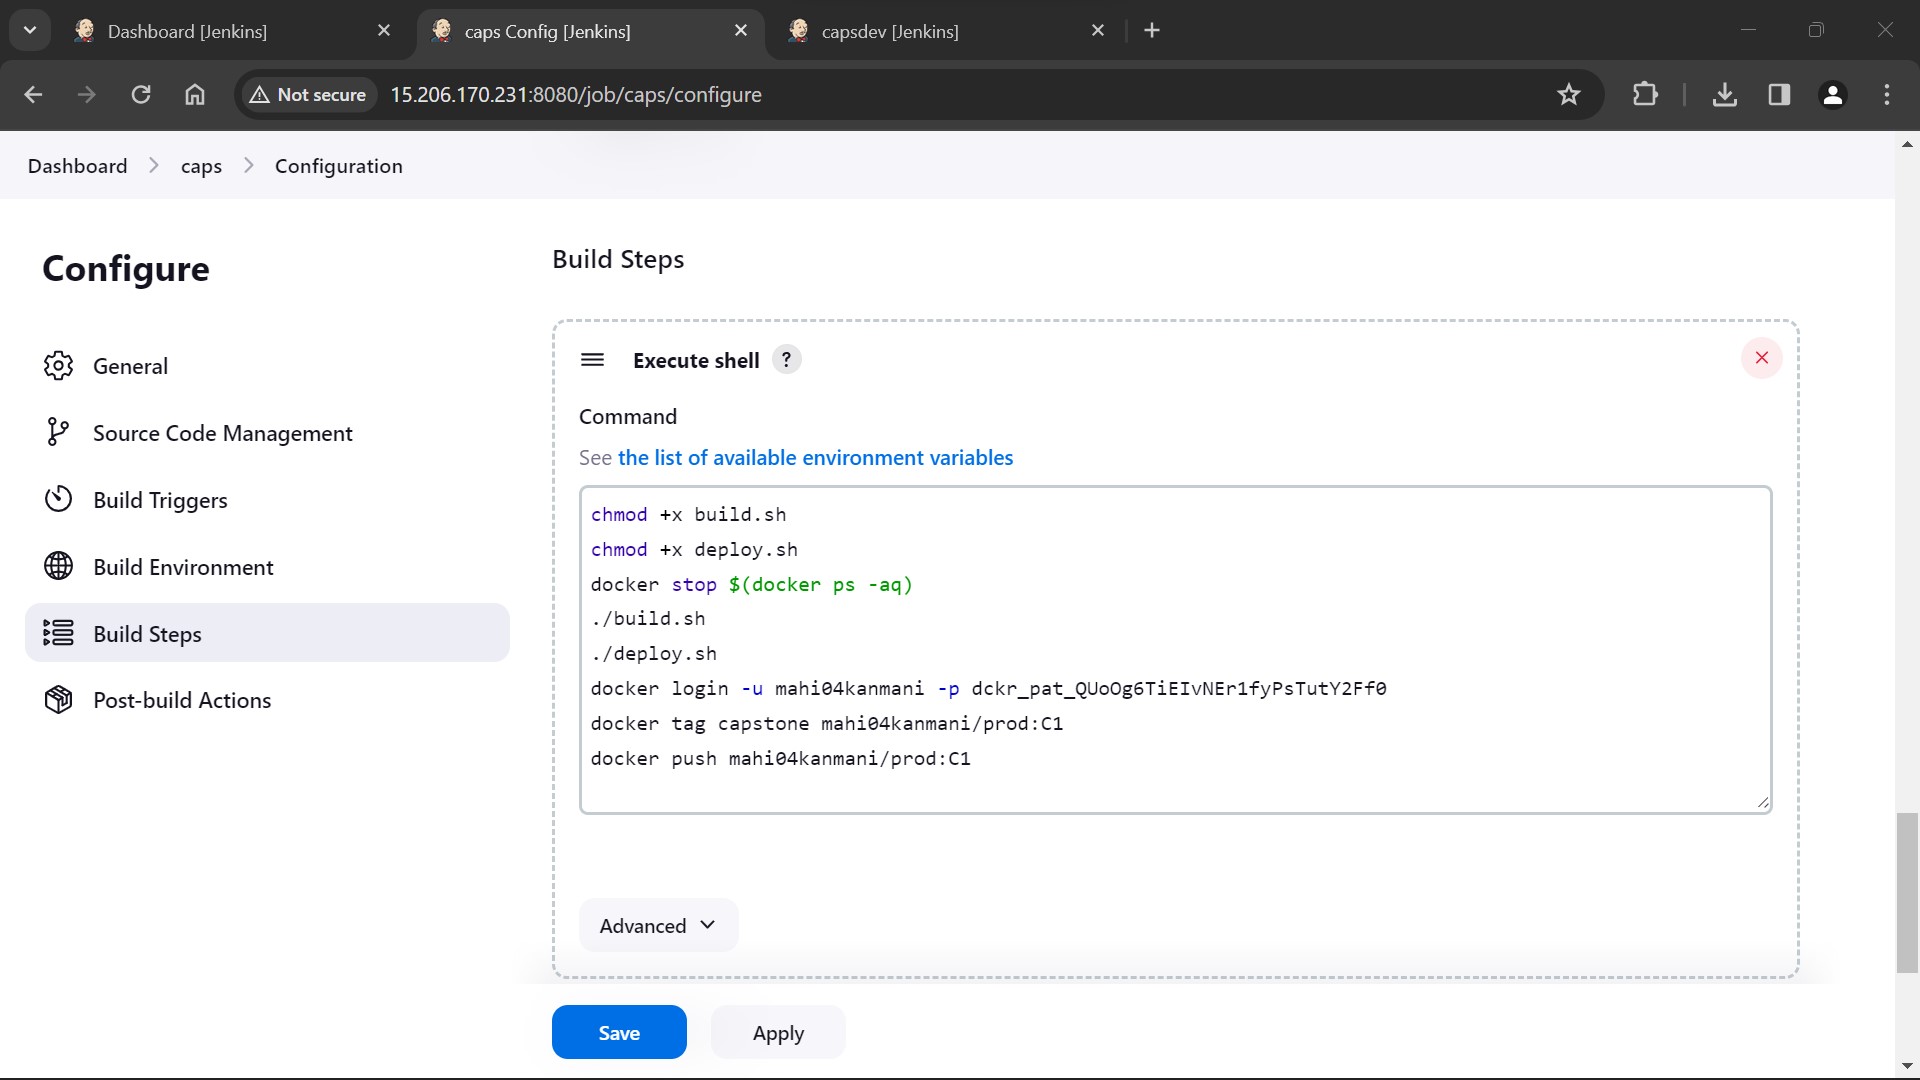 Dashboard [Jenkins]
caps Config [Jenkins]
capsdev [Jenkins]
Not secure
15.206.170.231:8080/job/caps/configure
Dashboard
caps
Configuration
Configure
General
Source Code Management
Build Triggers
Build Environment
Build Steps
Post-build Actions
Build Steps
Execute shell ?
Command
See the list of available environment variables
chmod +x build.sh
chmod +x deploy.sh
docker stop $(docker ps -aq)
./build.sh
./deploy.sh
docker login -u mahi04kanmani -p dckr_pat_QUoOg6TiEIvNEr1fyPsTutY2Ff0
docker tag capstone mahi04kanmani/prod:C1
docker push mahi04kanmani/prod:C1
Advanced
Save
Apply